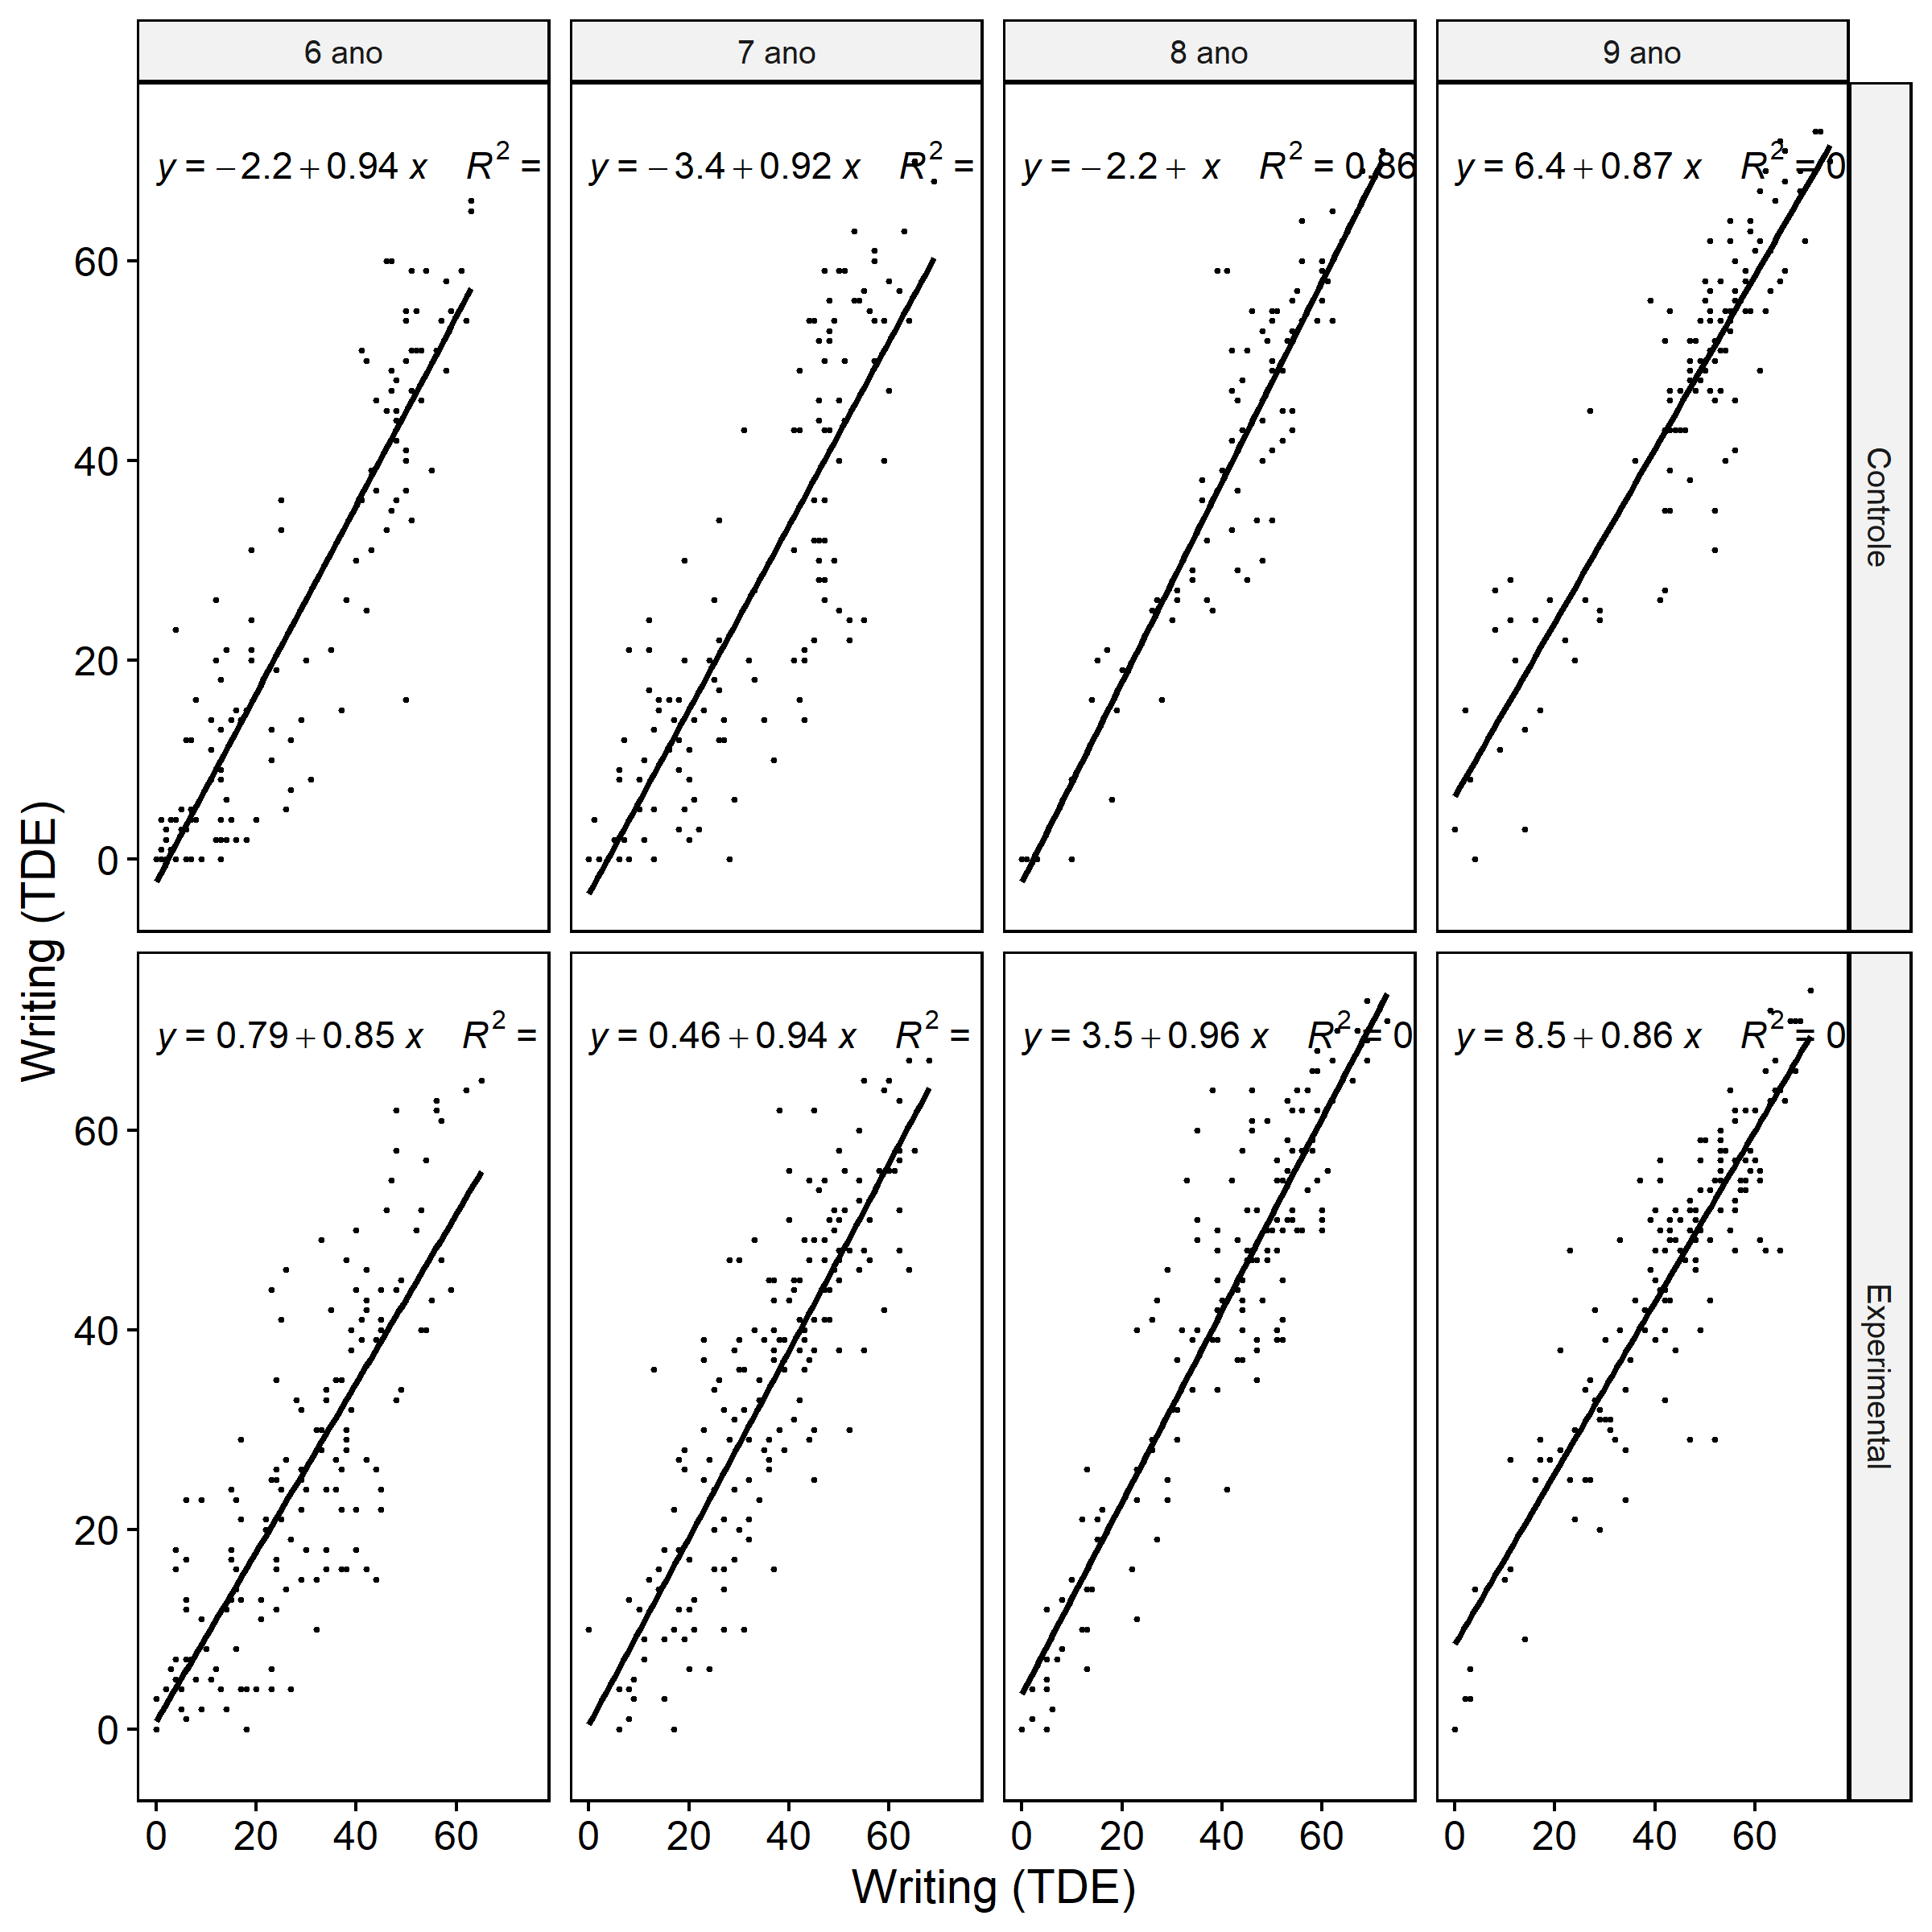 6 ano 7 ano 8 ano 9 ano
y = −2.2 + 0.94 x R² =
y = −3.4 + 0.92 x R² =
y = −2.2 + x R² = 0.86
y = 6.4 + 0.87 x R² = 0
60
40
20
0
Controle
y = 0.79 + 0.85 x R² =
y = 0.46 + 0.94 x R² =
y = 3.5 + 0.96 x R² = 0
y = 8.5 + 0.86 x R² = 0
60
40
20
0
Experimental
Writing (TDE)
0 20 40 60 0 20 40 60 0 20 40 60 0 20 40 60
Writing (TDE)